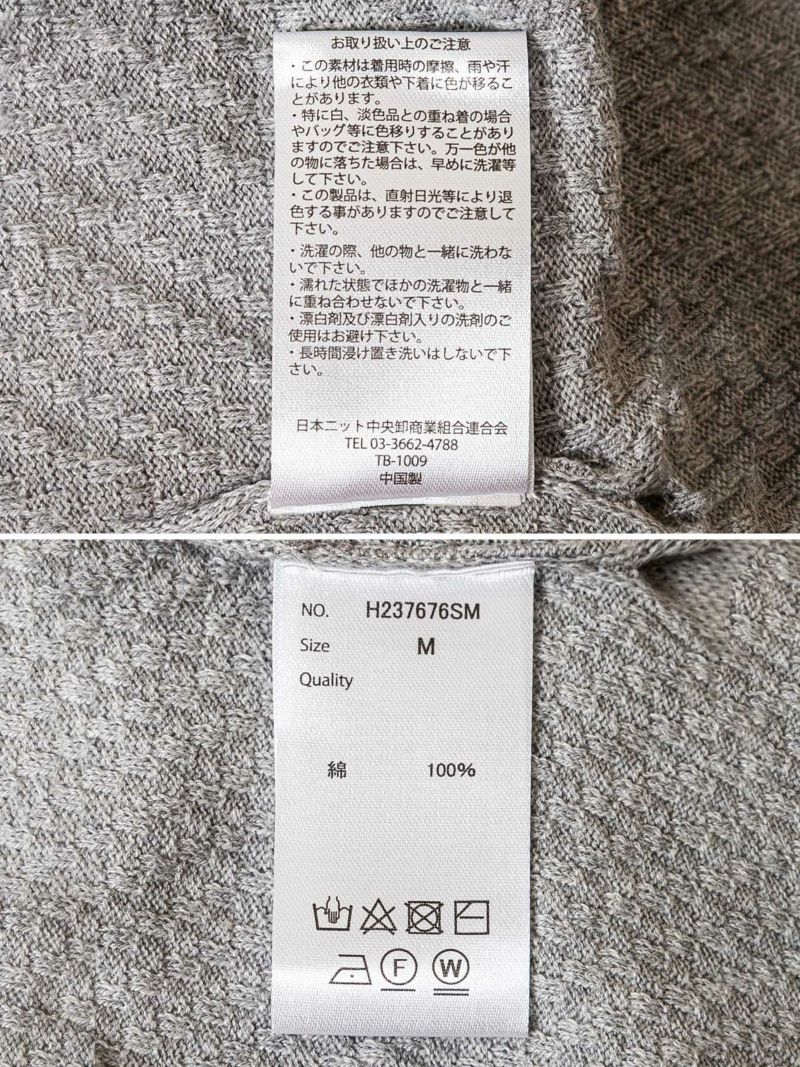 お取り扱い上のご注意
・この素材は着用時の摩擦、雨や汗
により他の衣類や下着に色が移るこ
とがあります。
・特に白、淡色品との重ね着の場合
やバッグ等に色移りすることがあり
ますのでご注意下さい。万一色が他
の物に落ちた場合は、早めに洗濯等
して下さい。
・この製品は、直射日光等により退
色する事がありますのでご注意して
下さい。
・洗濯の際、他の物と一緒に洗わな
いで下さい。
・濡れた状態でほかの洗濯物と一緒
に重ね合わせないで下さい。
・漂白剤及び漂白剤入りの洗剤のご
使用はお避け下さい。
・長時間浸け置き洗いはしないで下
さい。
日本ニット中央卸商業組合連合会
TEL 03-3662-4788
TB-1009
中国製
NO. H237676SM
Size M
Quality
綿 100%
F W